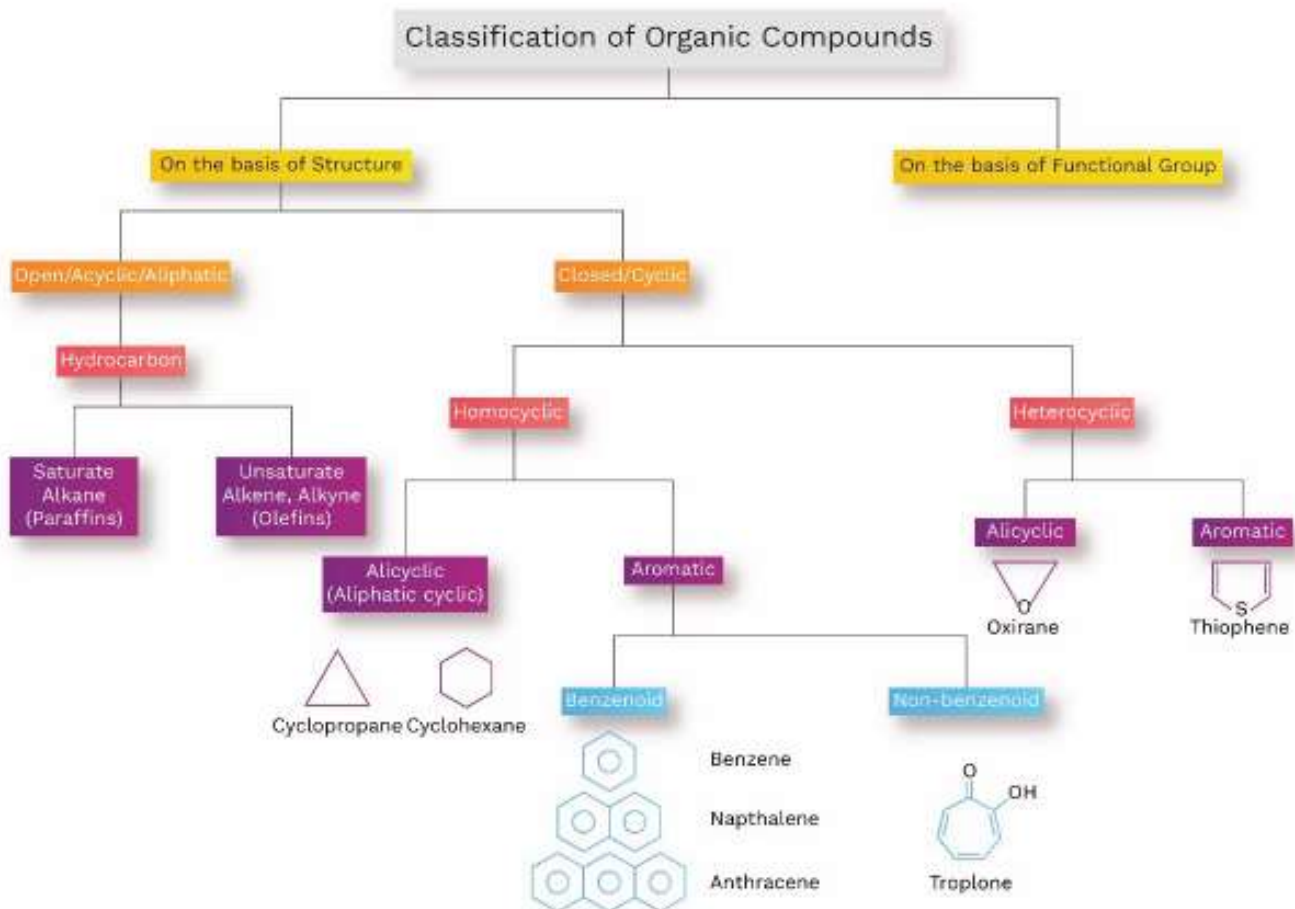 Classification of Organic Compounds
On the basis of Structure
On the basis of Functional Group
Open/Acyclic/Aliphatic
Closed/Cyclic
Hydrocarbon
Homocyclic
Heterocyclic
Saturate
Alkane
(Paraffins)
Unsaturate
Alkene, Alkyne
(Olefins)
Alicyclic
(Aliphatic cyclic)
Aromatic
Alicyclic
Aromatic
O
Oxirane
S
Thiophene
Cyclopropane
Cyclohexane
Benzenoid
Non-benzenoid
Benzene
Napthalene
Anthracene
O
OH
Troplone